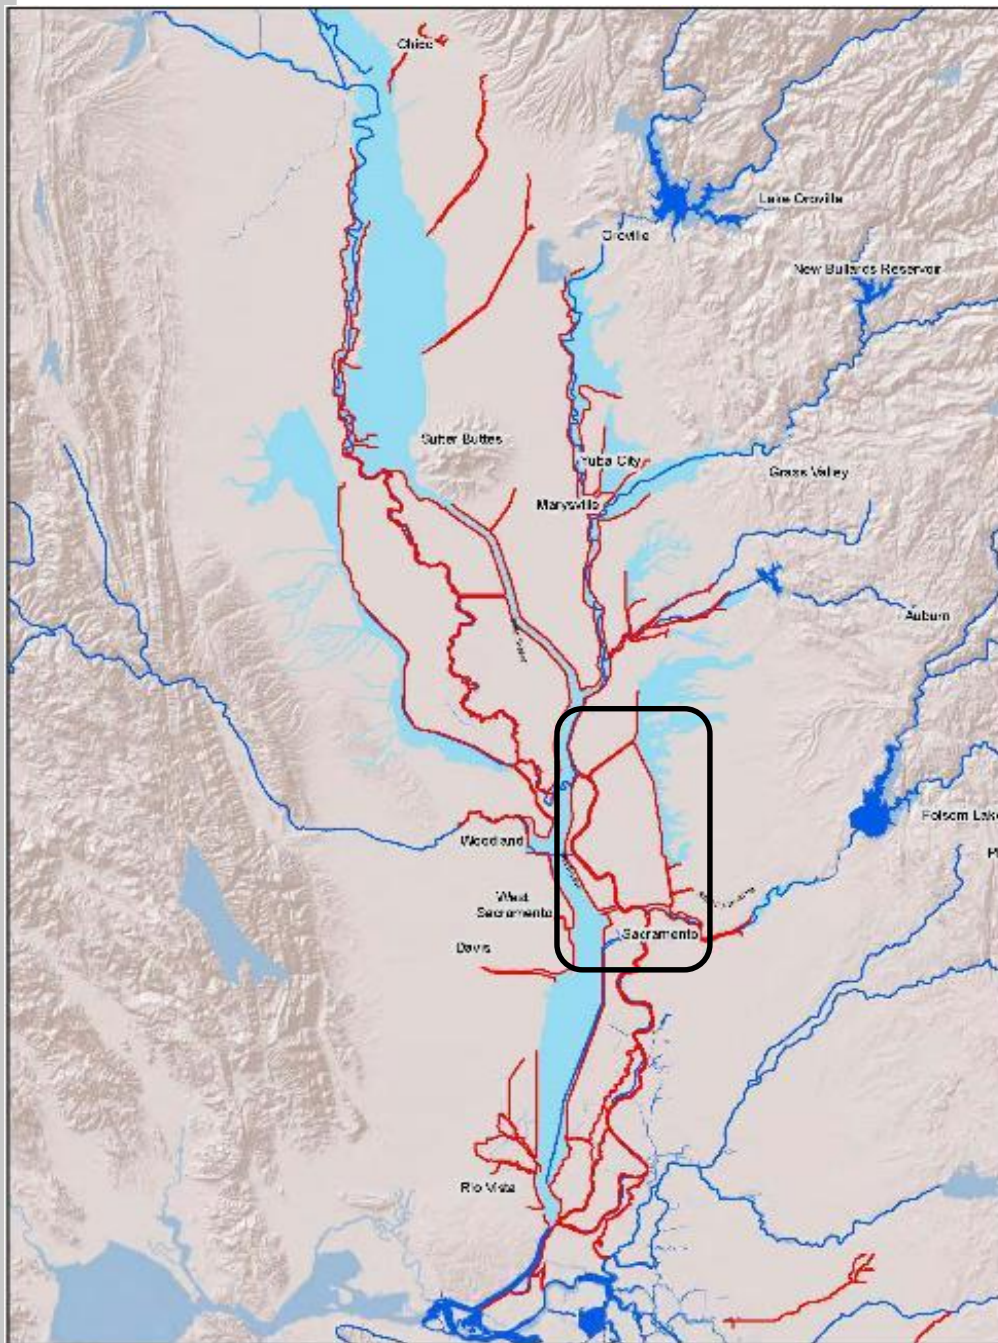 Chico
Lake Oroville
Oroville
New Bullards Reservoir
Sutter Buttes
Yuba City
Grass Valley
Marysville
Auburn
Folsom Lake
Woodland
West
Sacramento
Sacramento
Davis
Rio Vista